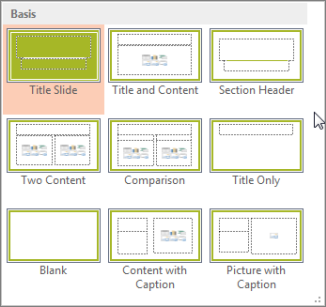 Basis
Title Slide
Title and Content
Section Header
Two Content
Comparison
Title Only
Blank
Content with
Caption
Picture with
Caption